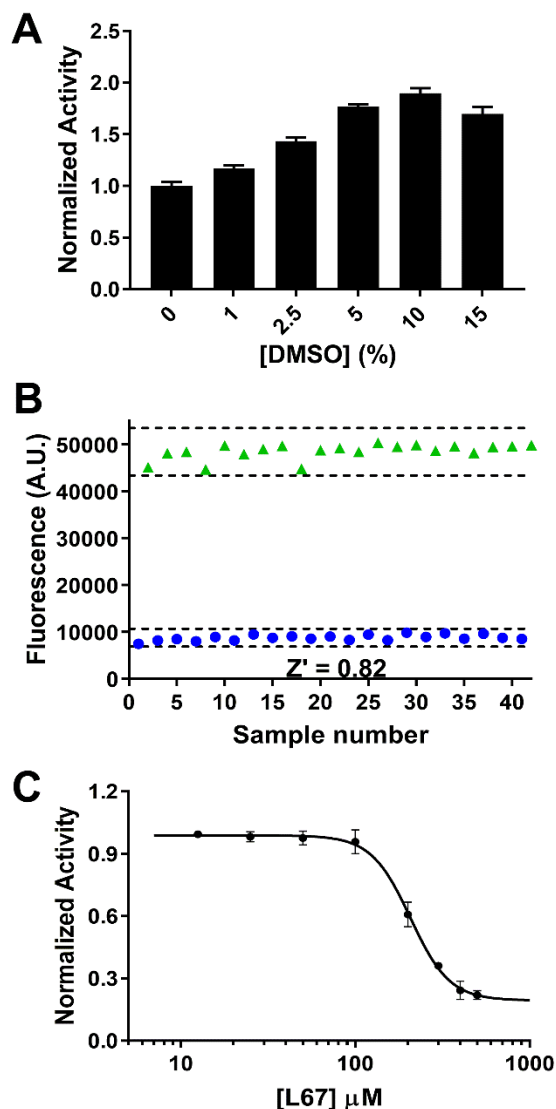 A
Normalized Activity
2.5
2.0
1.5
1.0
0.5
0.0
0 1 2.5 5 10 15
[DMSO] (%)
B
Fluorescence (A.U.)
50000
40000
30000
20000
10000
0
Z' = 0.82
0 5 10 15 20 25 30 35 40
Sample number
C
Normalized Activity
1.2
0.9
0.6
0.3
0.0
10 100 1000
[L67] μM